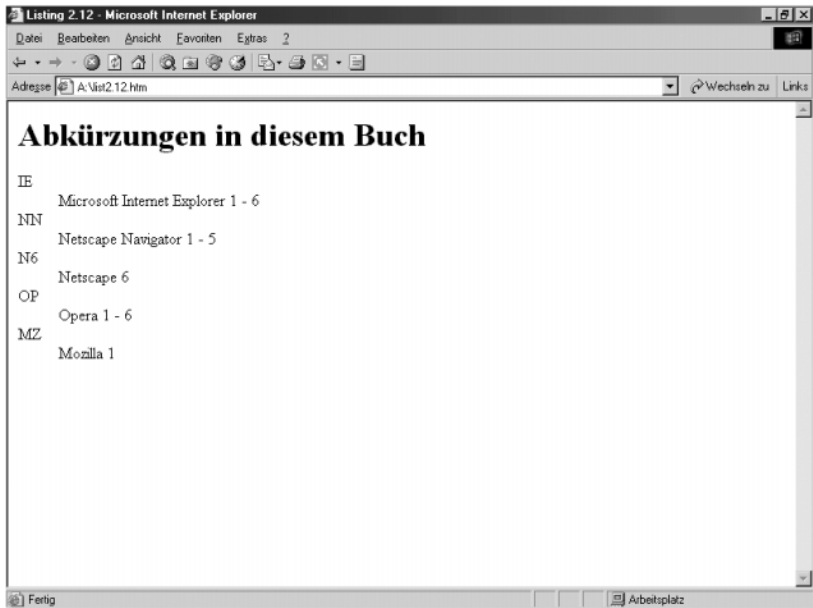 Listing 2.12 - Microsoft Internet Explorer
Datei Bearbeiten Ansicht Favoriten Extras ?
Adresse A:\list2.12.htm Wechseln zu Links
Abkürzungen in diesem Buch
IE
Microsoft Internet Explorer 1 - 6
NN
Netscape Navigator 1 - 5
N6
Netscape 6
OP
Opera 1 - 6
MZ
Mozilla 1
Fertig Arbeitsplatz